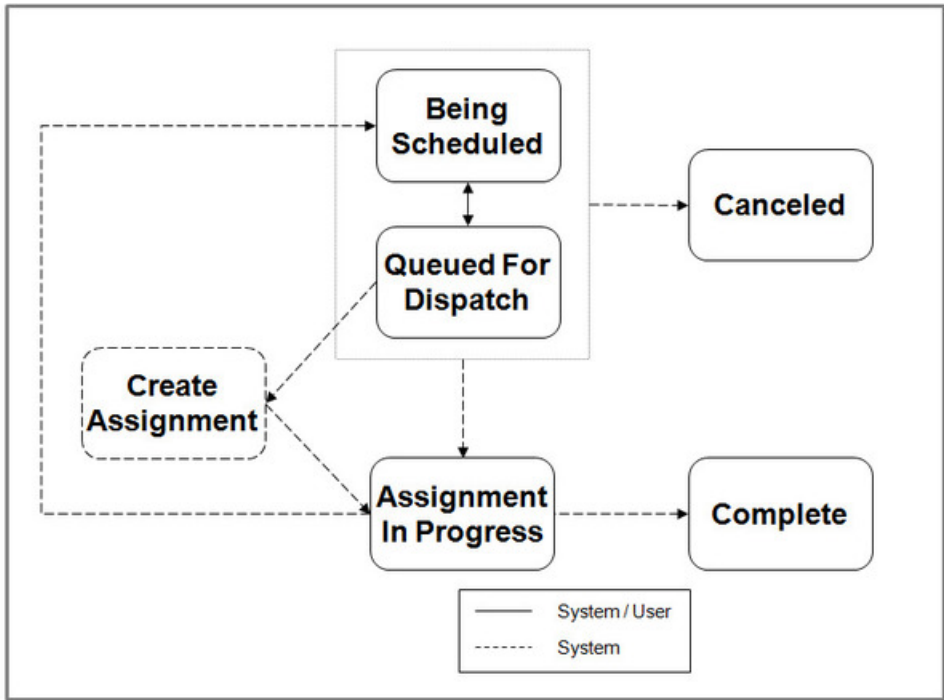 Being
Scheduled
Canceled
Queued For
Dispatch
Create
Assignment
Assignment
In Progress
Complete
System / User
System